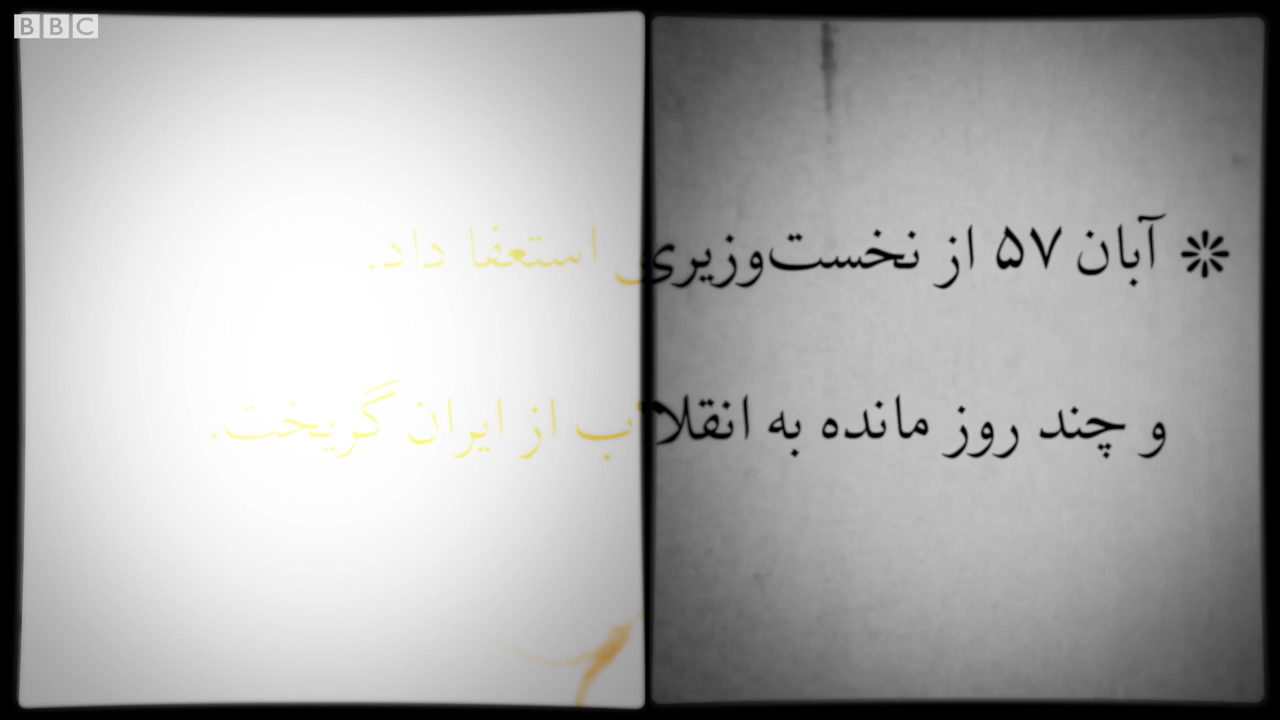 BBC
❊ آبان ۵۷ از نخست‌وزیری استعفا داد.
و چند روز مانده به انقلاب از ایران گریخت.